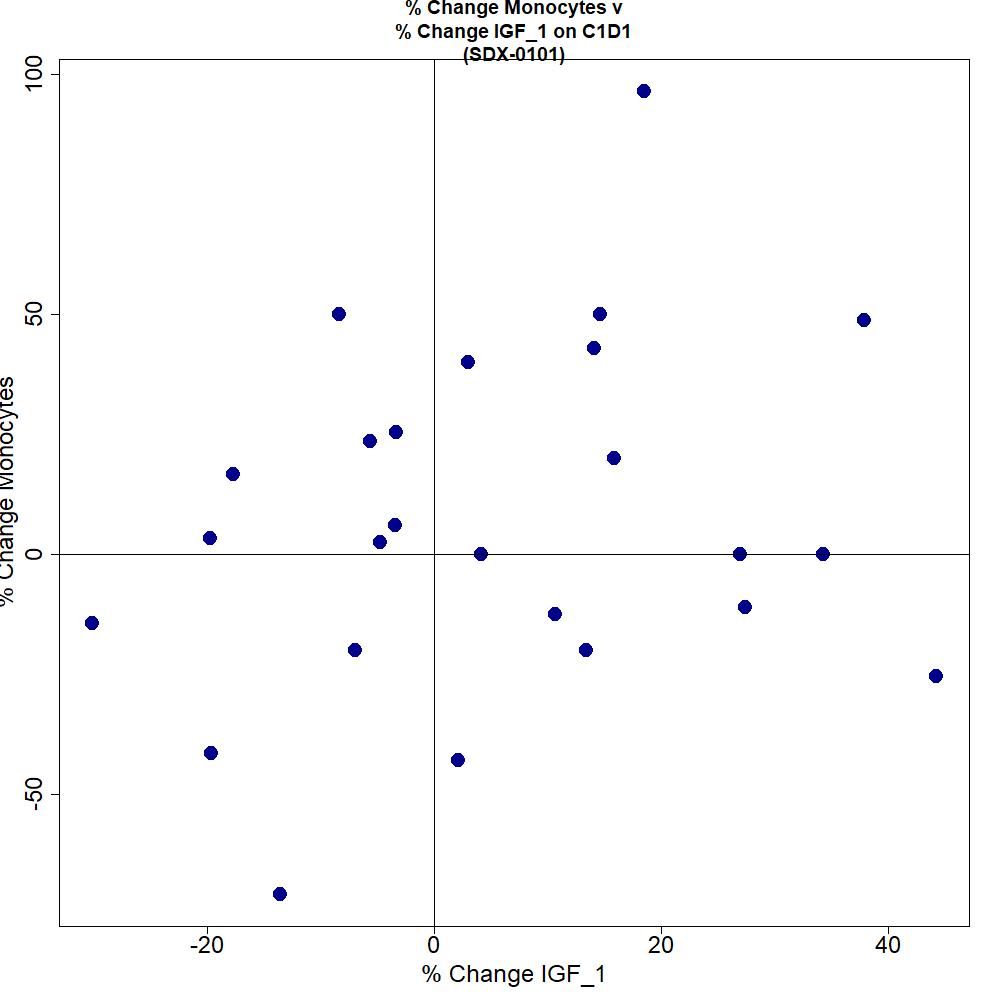 % Change Monocytes v
% Change IGF_1 on C1D1
(SDX-0101)
100
50
0
-50
% Change Monocytes
-20
0
20
40
% Change IGF_1